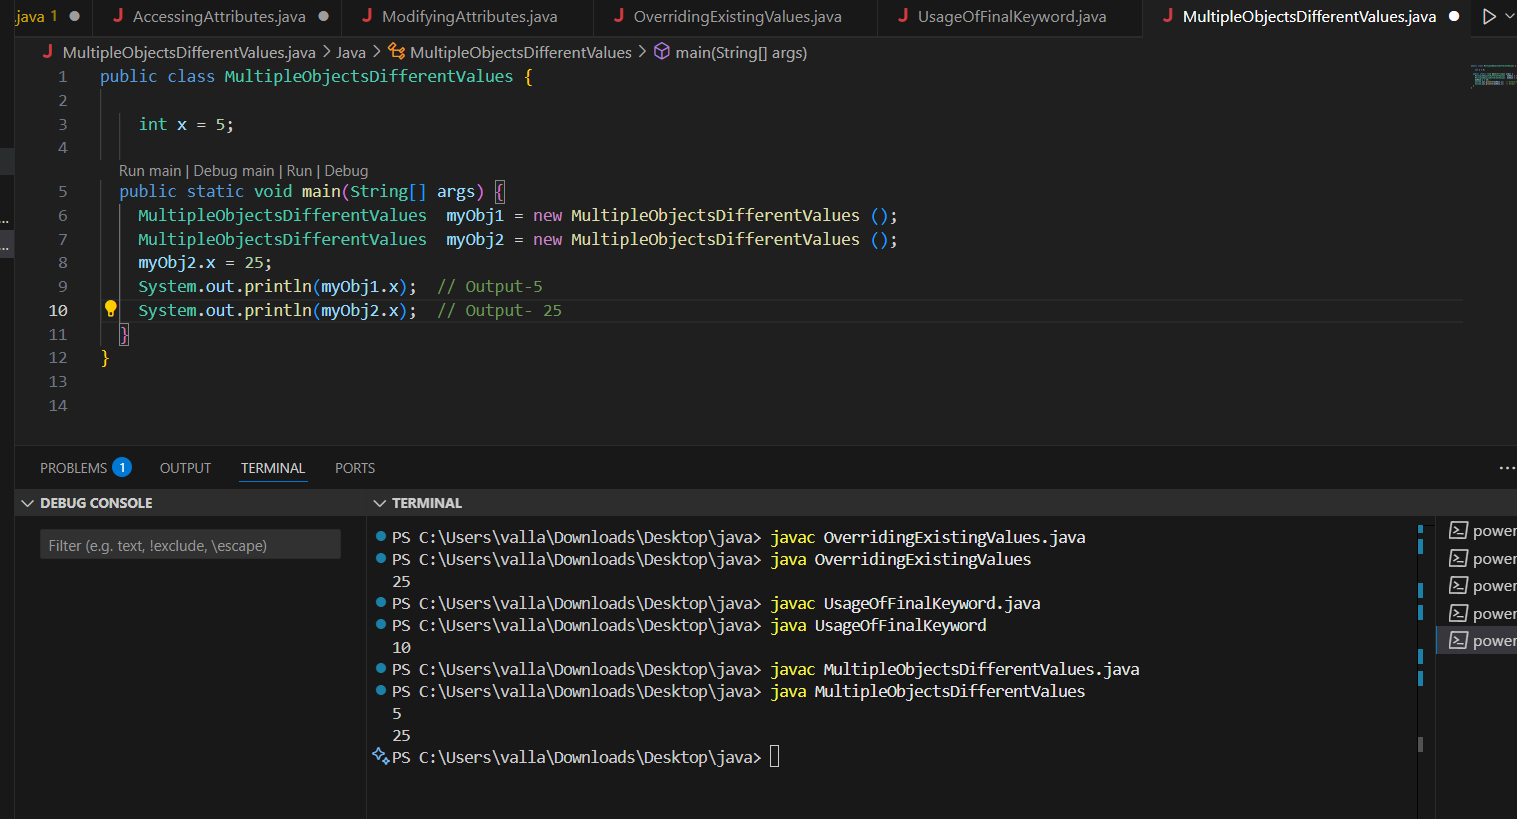 .java 1 AccessingAttributes.java ModifyingAttributes.java OverridingExistingValues.java UsageOfFinalKeyword.java MultipleObjectsDifferentValues.java
MultipleObjectsDifferentValues.java > Java > MultipleObjectsDifferentValues > main(String[] args)
1 public class MultipleObjectsDifferentValues {
2
3 int x = 5;
4
Run main | Debug main | Run | Debug
5 public static void main(String[] args) {
6 MultipleObjectsDifferentValues  myObj1 = new MultipleObjectsDifferentValues ();
7 MultipleObjectsDifferentValues  myObj2 = new MultipleObjectsDifferentValues ();
8 myObj2.x = 25;
9 System.out.println(myObj1.x);  // Output-5
10 System.out.println(myObj2.x);  // Output- 25
11 }
12 }
13
14
PROBLEMS 1 OUTPUT TERMINAL PORTS ...
DEBUG CONSOLE
Filter (e.g. text, !exclude, \escape)
TERMINAL
PS C:\Users\valla\Downloads\Desktop\java> javac OverridingExistingValues.java
PS C:\Users\valla\Downloads\Desktop\java> java OverridingExistingValues
25
PS C:\Users\valla\Downloads\Desktop\java> javac UsageOfFinalKeyword.java
PS C:\Users\valla\Downloads\Desktop\java> java UsageOfFinalKeyword
10
PS C:\Users\valla\Downloads\Desktop\java> javac MultipleObjectsDifferentValues.java
PS C:\Users\valla\Downloads\Desktop\java> java MultipleObjectsDifferentValues
5
25
PS C:\Users\valla\Downloads\Desktop\java>
power
power
power
power
power